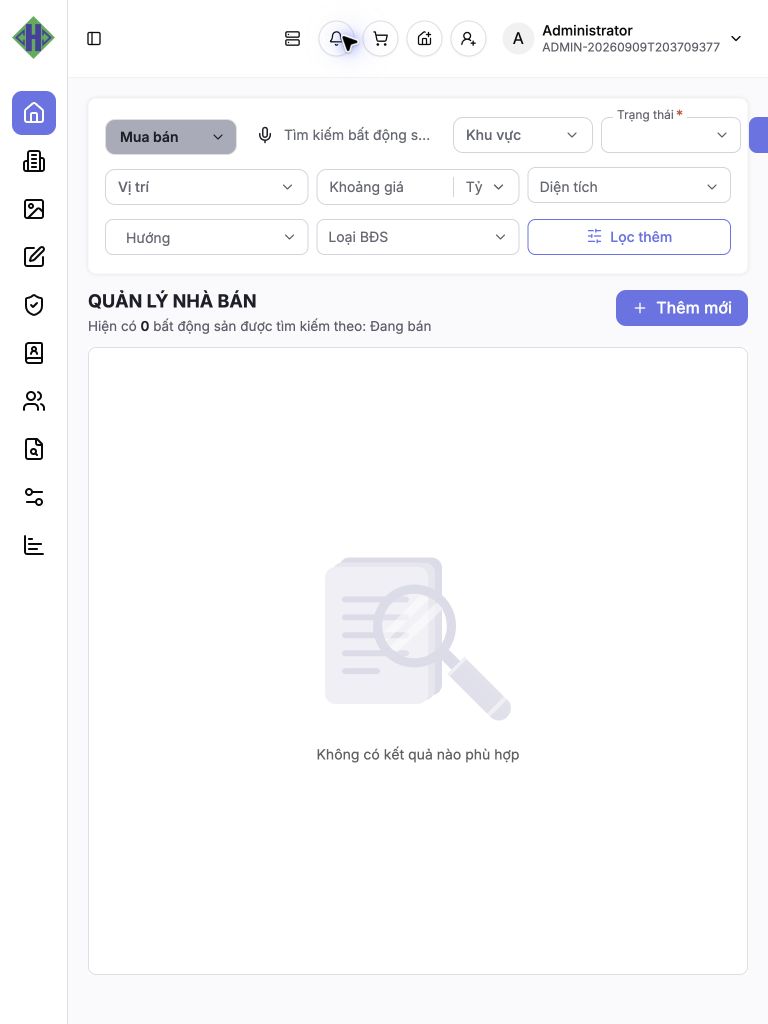 Administrator
ADMIN-20260909T203709377
A
Mua bán
Tìm kiếm bất động s...
Khu vực
Trạng thái *
Vị trí
Khoảng giá
Tỷ
Diện tích
Hướng
Loại BĐS
Lọc thêm
QUẢN LÝ NHÀ BÁN
Hiện có 0 bất động sản được tìm kiếm theo: Đang bán
Thêm mới
Không có kết quả nào phù hợp